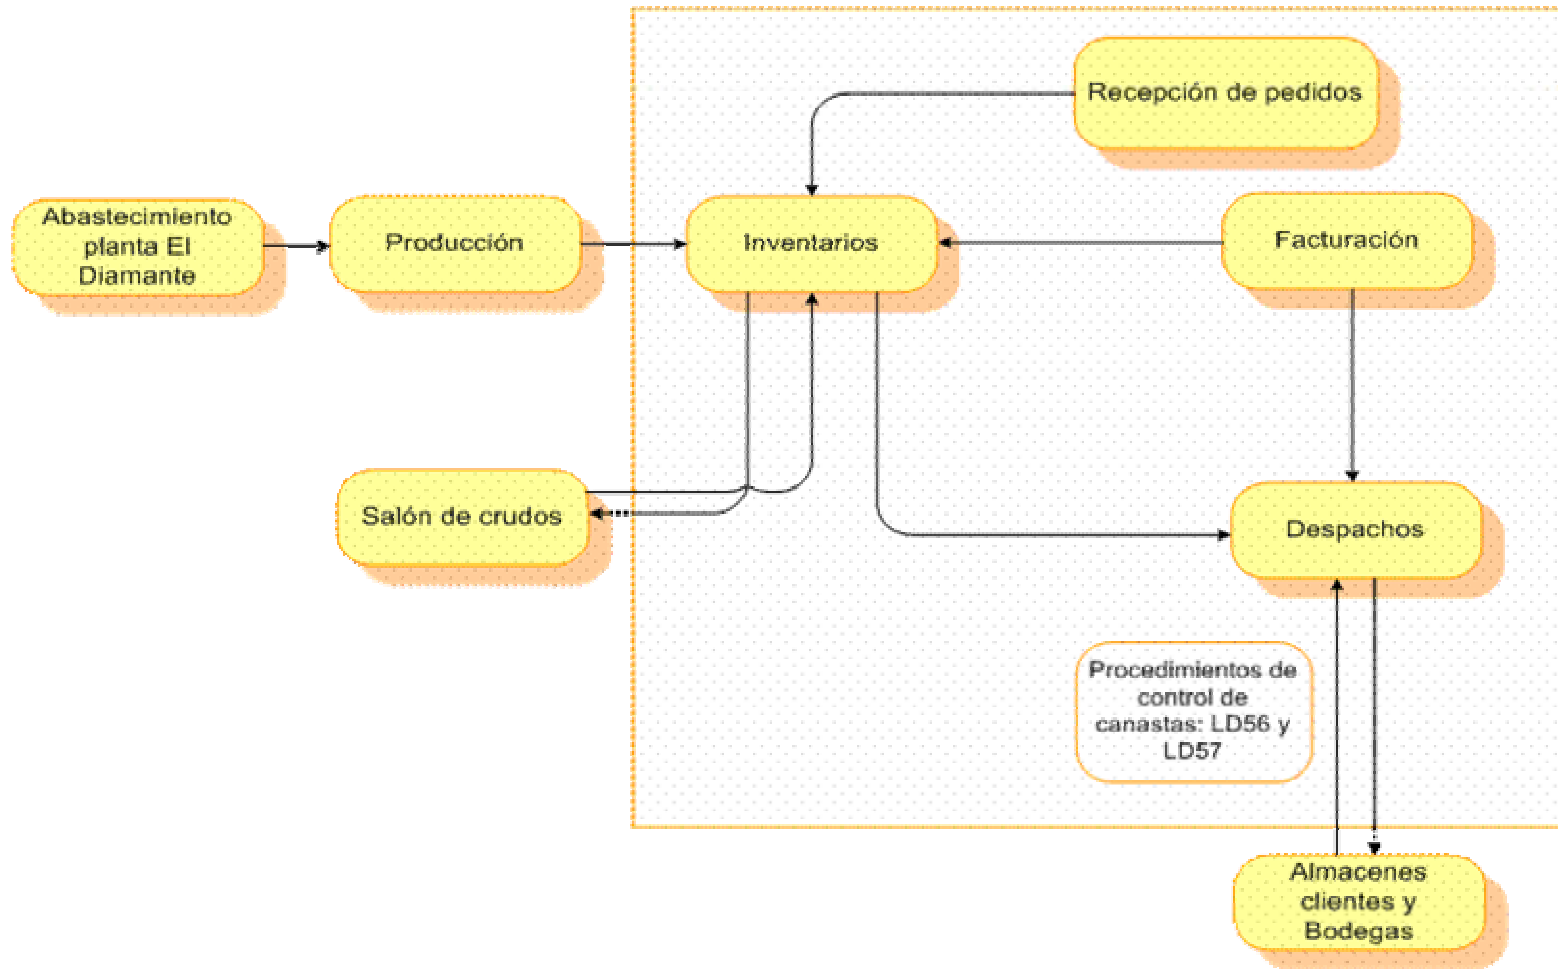 Recepción de pedidos
Abastecimiento
planta El
Diamante
Producción
Inventarios
Facturación
Salón de crudos
Despachos
Procedimientos de
control de
canastas: LD56 y
LD57
Almacenes
clientes y
Bodegas